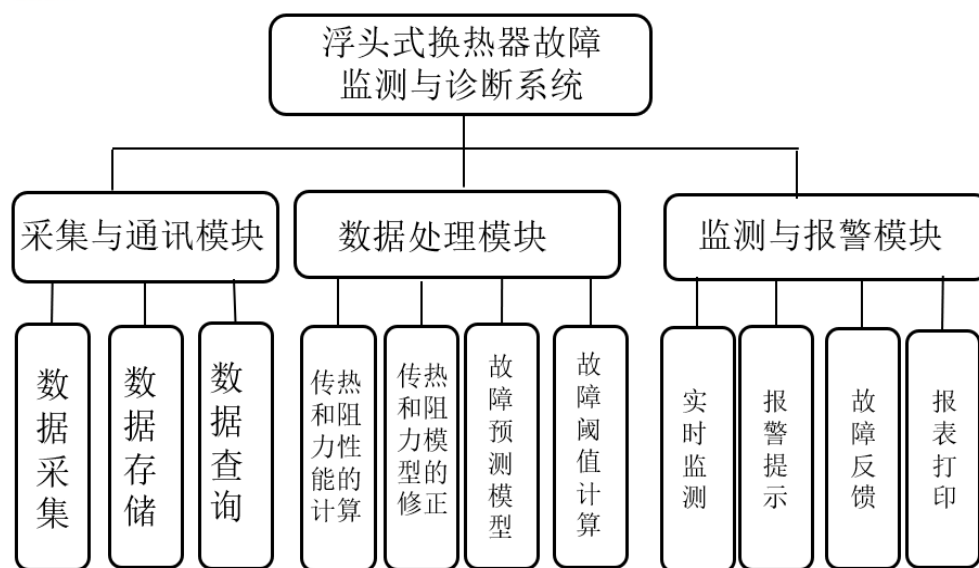 浮头式换热器故障
监测与诊断系统
采集与通讯模块
数据处理模块
监测与报警模块
数据采集
数据存储
数据查询
传热
和阻
力性
能的
计算
传热
和阻
力模
型的
修正
故障预测模型
故障阈值计算
实时监测
报警提示
故障反馈
报表打印